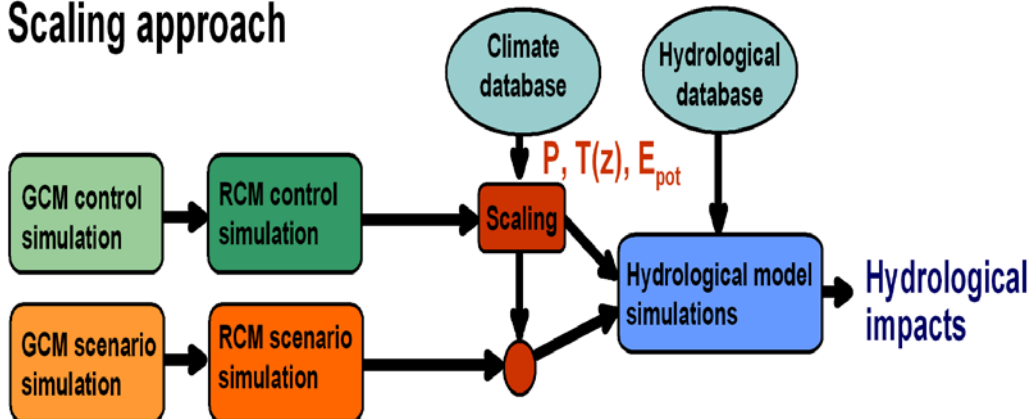 Scaling approach
Climate
database
Hydrological
database
P, T(z), Epot
GCM control
simulation
RCM control
simulation
Scaling
Hydrological model
simulations
Hydrological
impacts
GCM scenario
simulation
RCM scenario
simulation